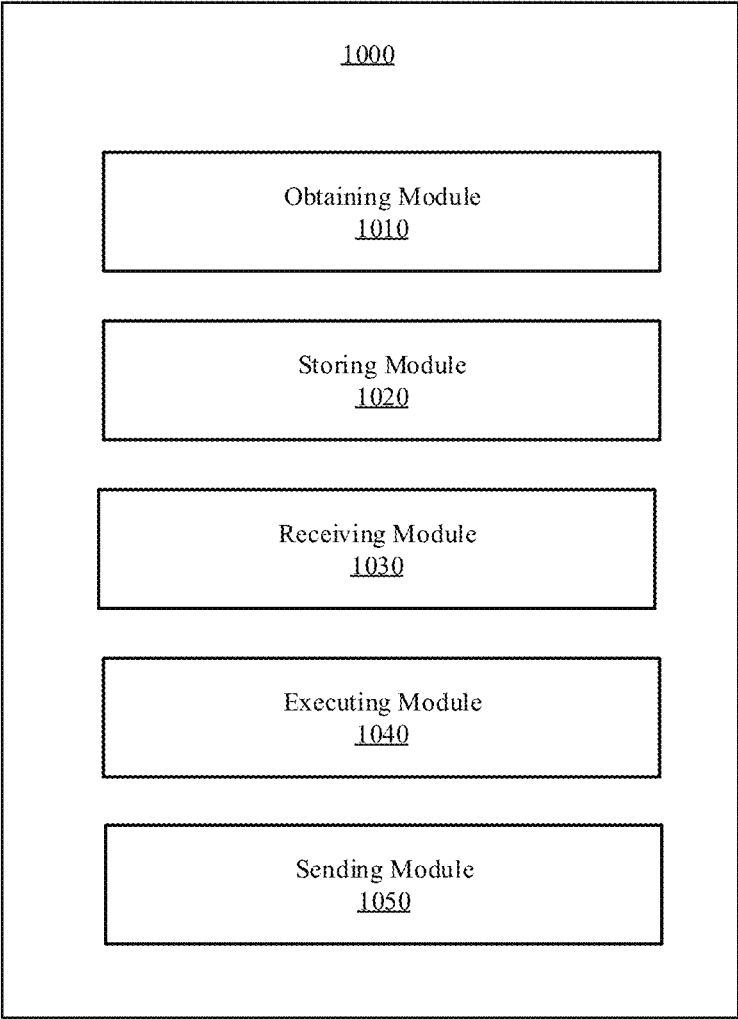 1000
Obtaining Module
1010
Storing Module
1020
Receiving Module
1030
Executing Module
1040
Sending Module
1050